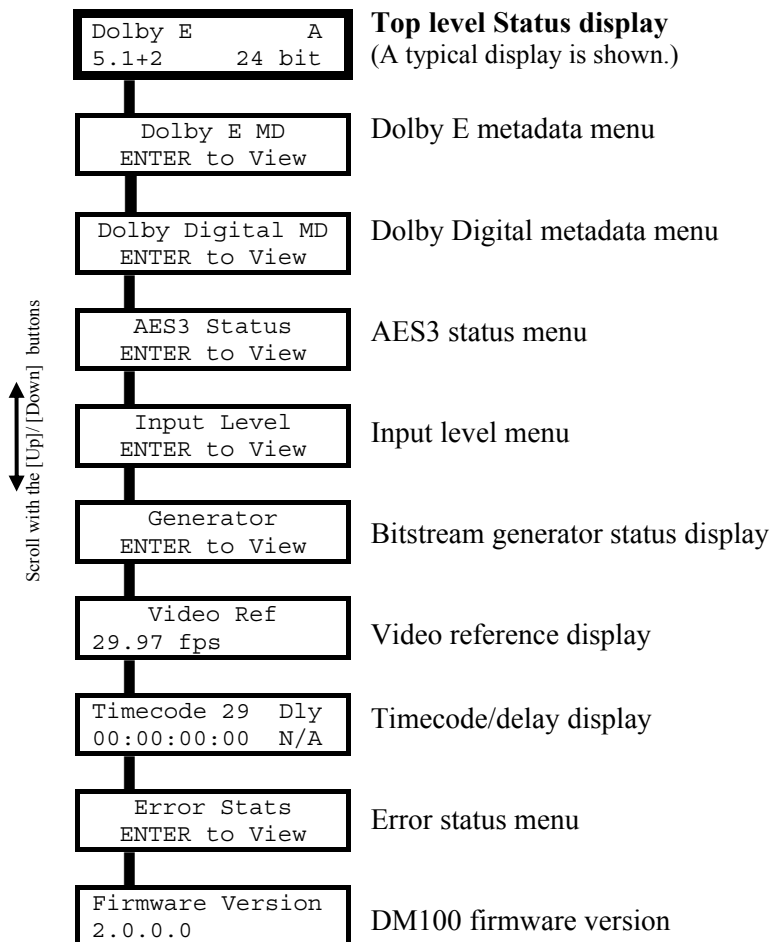 Dolby E A
5.1+2 24 bit
Top level Status display
(A typical display is shown.)
Dolby E MD
ENTER to View
Dolby E metadata menu
Dolby Digital MD
ENTER to View
Dolby Digital metadata menu
AES3 Status
ENTER to View
AES3 status menu
Scroll with the [Up]/ [Down] buttons
Input Level
ENTER to View
Input level menu
Generator
ENTER to View
Bitstream generator status display
Video Ref
29.97 fps
Video reference display
Timecode 29 Dly
00:00:00:00 N/A
Timecode/delay display
Error Stats
ENTER to View
Error status menu
Firmware Version
2.0.0.0
DM100 firmware version